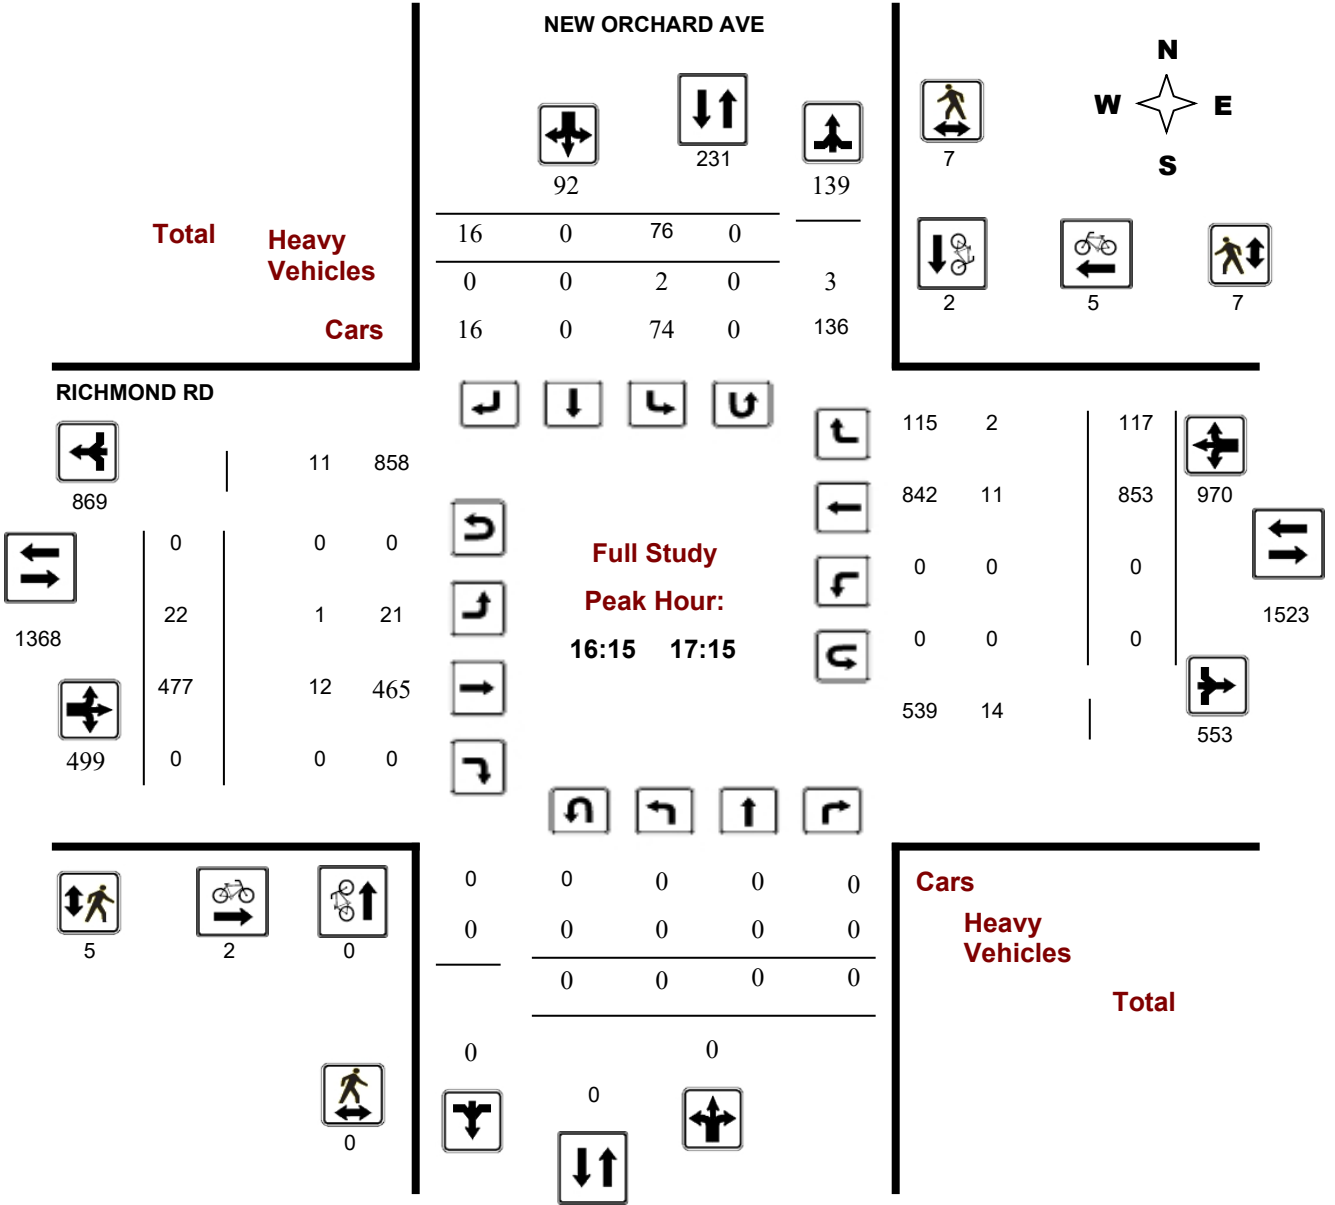 NEW ORCHARD AVE
N
W E
S
231
7
92 139
Total
Heavy
Vehicles
Cars
16 0 76 0
0 0 2 0 3
16 0 74 0 136
2 5 7
RICHMOND RD
869
11 858
0 0 0
1368
22 1 21
477 12 465
499
0 0 0
Full Study
Peak Hour:
16:15 17:15
115 2 117
842 11 853 970
0 0 0
1523
0 0 0
539 14
553
5 2 0
0
0 0 0 0 0
0 0 0 0 0
0 0 0 0
0 0
0
Cars
Heavy
Vehicles
Total